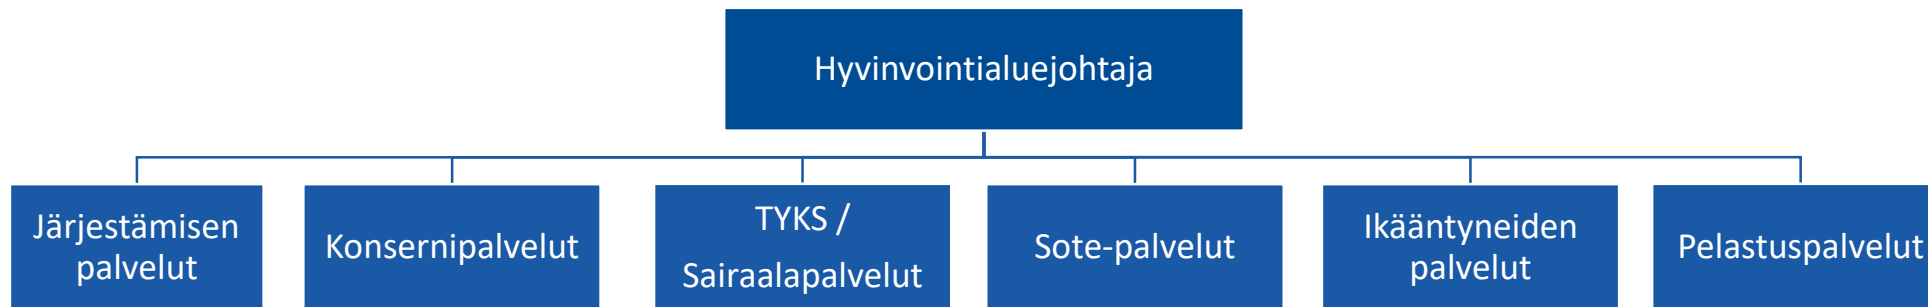 Hyvinvointialuejohtaja
Järjestämisen
palvelut
Konsernipalvelut
TYKS /
Sairaalapalvelut
Sote-palvelut
Ikääntyneiden
palvelut
Pelastuspalvelut